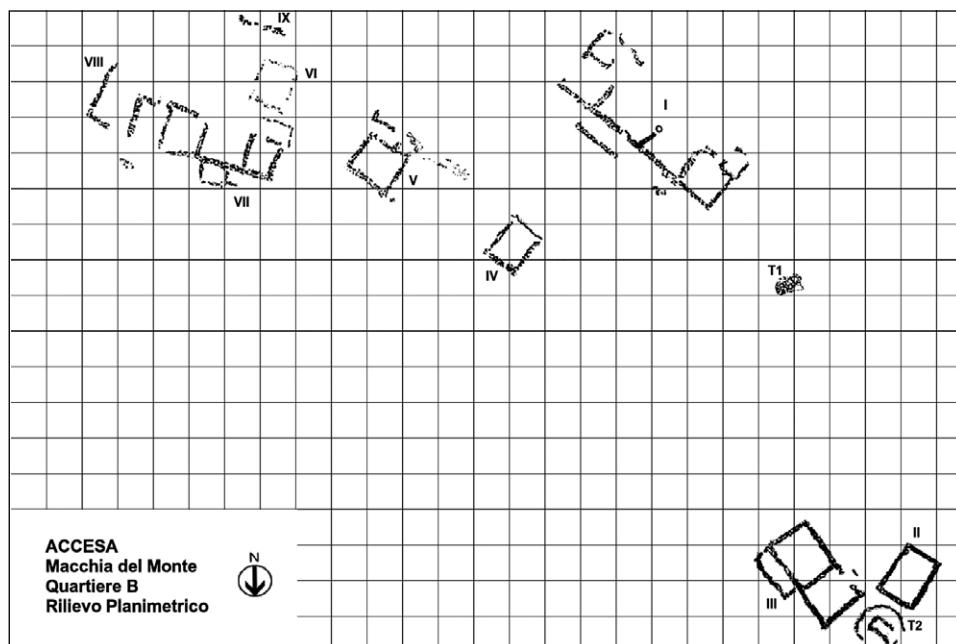 IX
VIII
VI
I
V
VII
IV
T1
ACCESA
Macchia del Monte
Quartiere B
Rilievo Planimetrico
N
II
III
T2